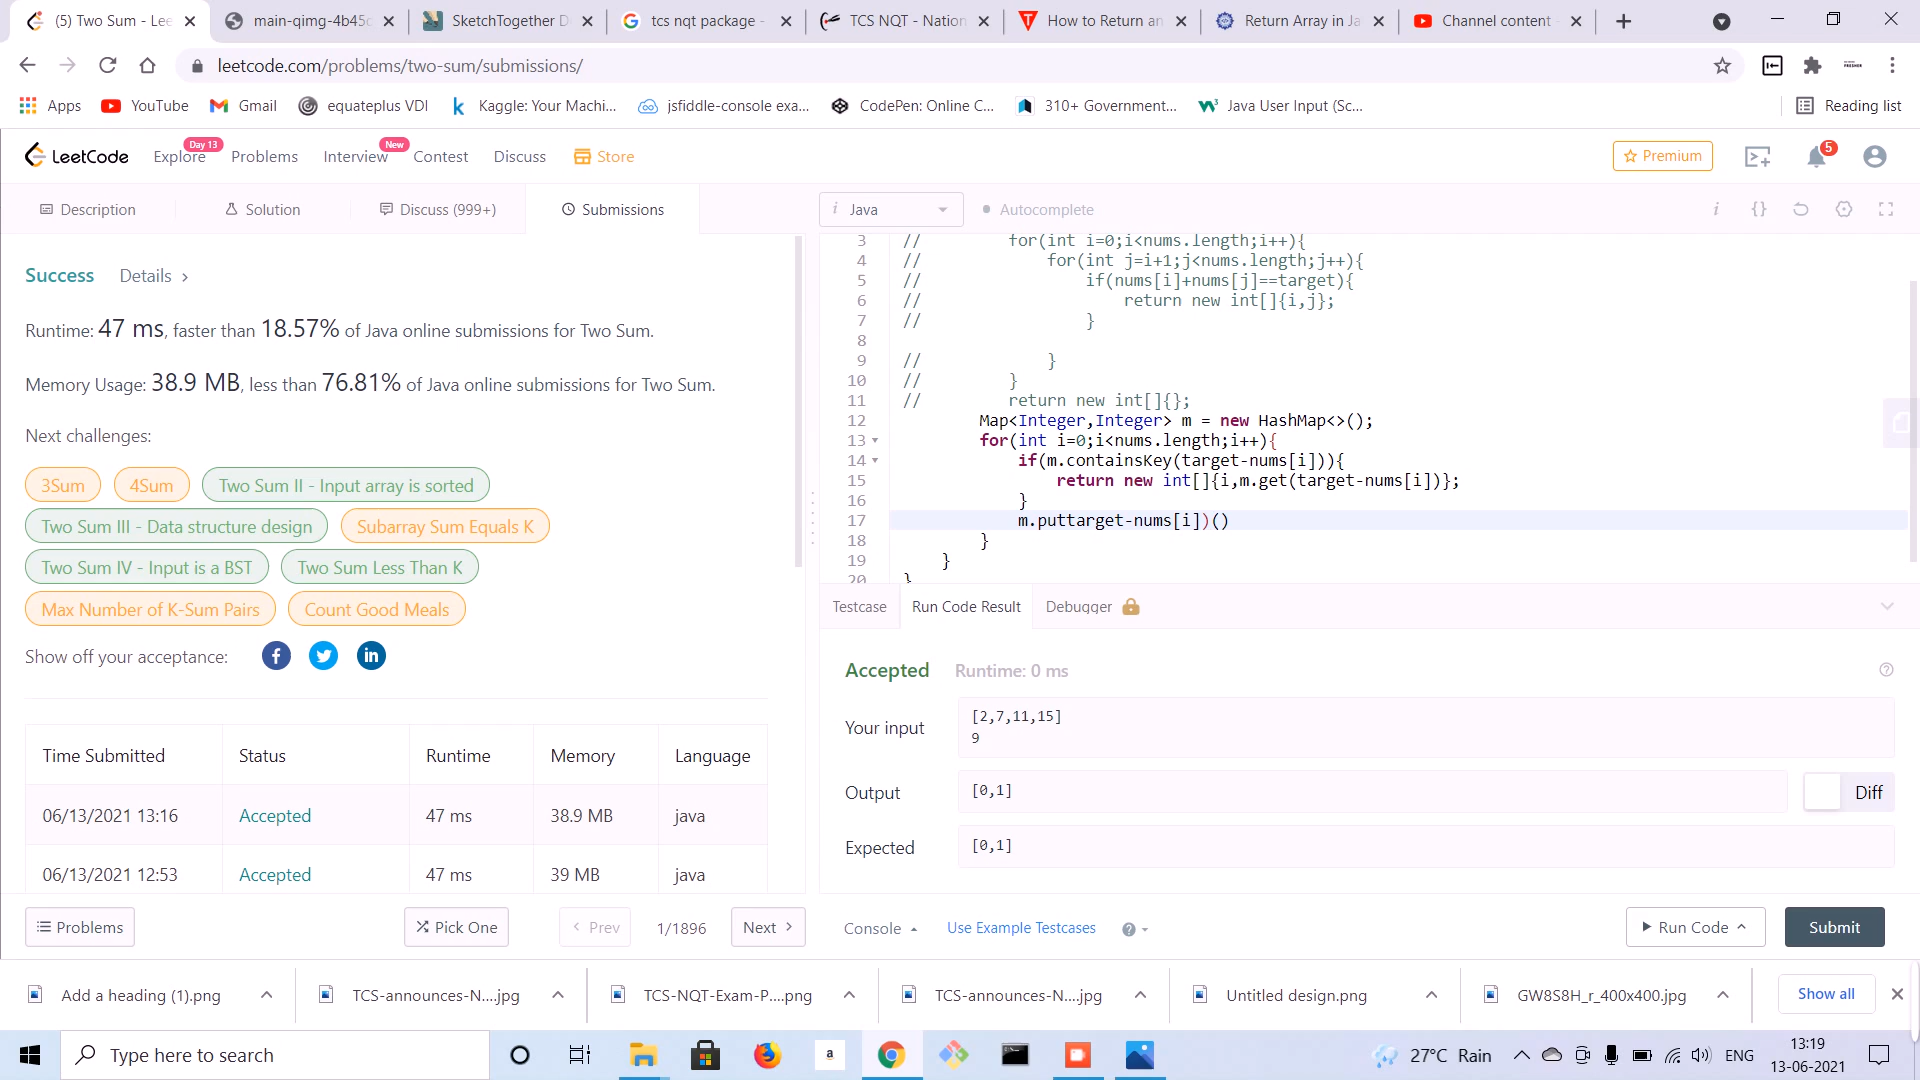 (5) Two Sum - Lee
main-qimg-4b45c
SketchTogether D
tcs nqt package -
TCS NQT - Nation
How to Return an
Return Array in Ja
Channel content -
leetcode.com/problems/two-sum/submissions/
Apps
YouTube
Gmail
equateplus VDI
Kaggle: Your Machi...
jsfiddle-console exa...
CodePen: Online C...
310+ Government...
Java User Input (Sc...
Reading list
LeetCode
Explore
Day 13
Problems
Interview
New
Contest
Discuss
Store
Premium
5
Description
Solution
Discuss (999+)
Submissions
i Java
Autocomplete
Success Details >
Runtime: 47 ms, faster than 18.57% of Java online submissions for Two Sum.
Memory Usage: 38.9 MB, less than 76.81% of Java online submissions for Two Sum.
Next challenges:
3Sum
4Sum
Two Sum II - Input array is sorted
Two Sum III - Data structure design
Subarray Sum Equals K
Two Sum IV - Input is a BST
Two Sum Less Than K
Max Number of K-Sum Pairs
Count Good Meals
Show off your acceptance:
Time Submitted Status Runtime Memory Language
06/13/2021 13:16 Accepted 47 ms 38.9 MB java
06/13/2021 12:53 Accepted 47 ms 39 MB java
Problems
Pick One
< Prev
1/1896
Next >
3 // for(int i=0;i<nums.length;i++){
4 // for(int j=i+1;j<nums.length;j++){
5 // if(nums[i]+nums[j]==target){
6 // return new int[]{i,j};
7 // }
8
9 // }
10 // }
11 // return new int[]{};
12 Map<Integer,Integer> m = new HashMap<>();
13 for(int i=0;i<nums.length;i++){
14 if(m.containsKey(target-nums[i])){
15 return new int[]{i,m.get(target-nums[i])};
16 }
17 m.puttarget-nums[i])()
18 }
19 }
20 }
Testcase
Run Code Result
Debugger
Accepted Runtime: 0 ms
Your input
[2,7,11,15]
9
Output
[0,1]
Diff
Expected
[0,1]
Console
Use Example Testcases
Run Code
Submit
Add a heading (1).png
TCS-announces-N....jpg
TCS-NQT-Exam-P....png
TCS-announces-N....jpg
Untitled design.png
GW8S8H_r_400x400.jpg
Show all
Type here to search
a
27°C Rain
ENG
13:19
13-06-2021